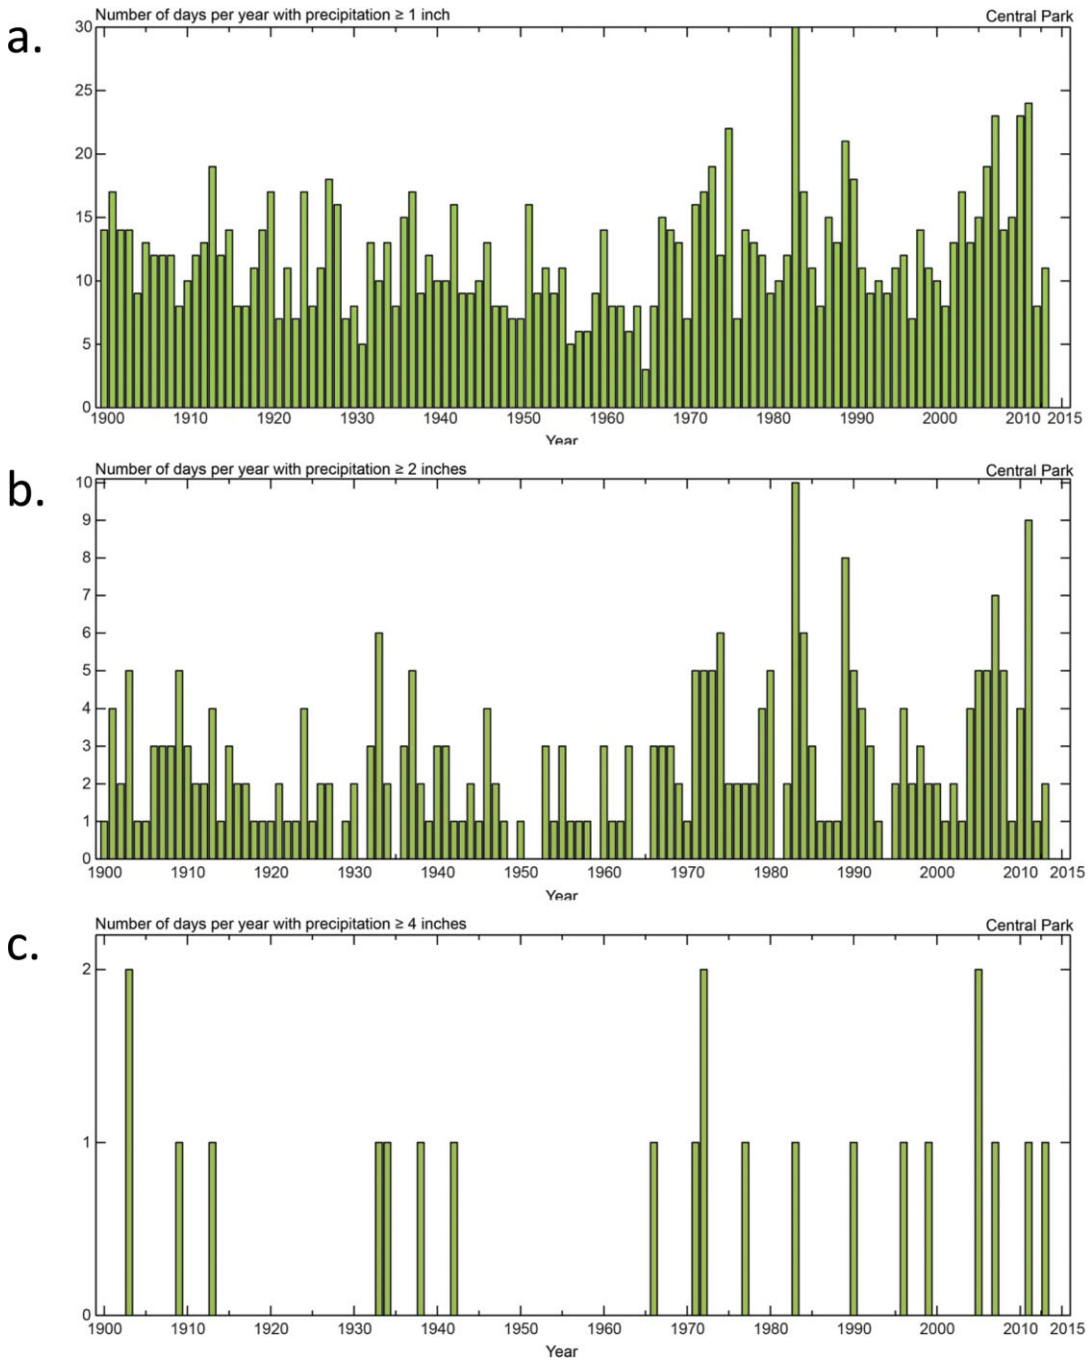 a.
Number of days per year with precipitation ≥ 1 inch Central Park
30
25
20
15
10
5
0
1900 1910 1920 1930 1940 1950 1960 1970 1980 1990 2000 2010 2015
Year
b.
Number of days per year with precipitation ≥ 2 inches Central Park
10
9
8
7
6
5
4
3
2
1
0
1900 1910 1920 1930 1940 1950 1960 1970 1980 1990 2000 2010 2015
Year
c.
Number of days per year with precipitation ≥ 4 inches Central Park
2
1
0
1900 1910 1920 1930 1940 1950 1960 1970 1980 1990 2000 2010 2015
Year